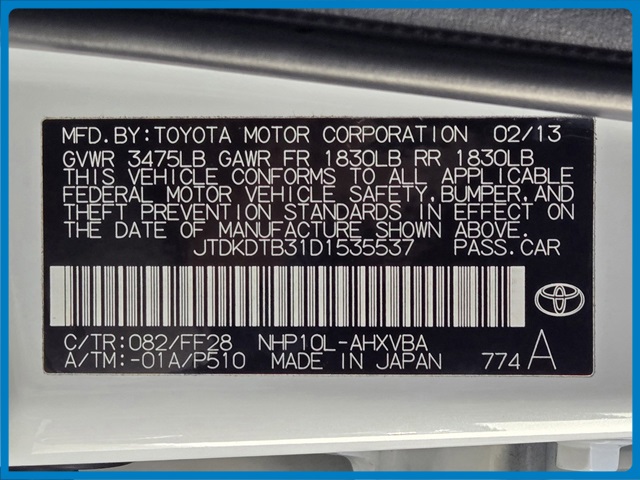 MFD.BY:TOYOTA MOTOR CORPORATION 02/13
GVWR 3475LB GAWR FR 1830LB RR 1830LB
THIS VEHICLE CONFORMS TO ALL APPLICABLE
FEDERAL MOTOR VEHICLE SAFETY,BUMPER,AND
THEFT PREVENTION STANDARDS IN EFFECT ON
THE DATE OF MANUFACTURE SHOWN ABOVE.
JTDKDTB31D1535537 PASS.CAR
C/TR:082/FF28 NHP10L-AHXVBA
A/TM:-01A/P510 MADE IN JAPAN 774 A